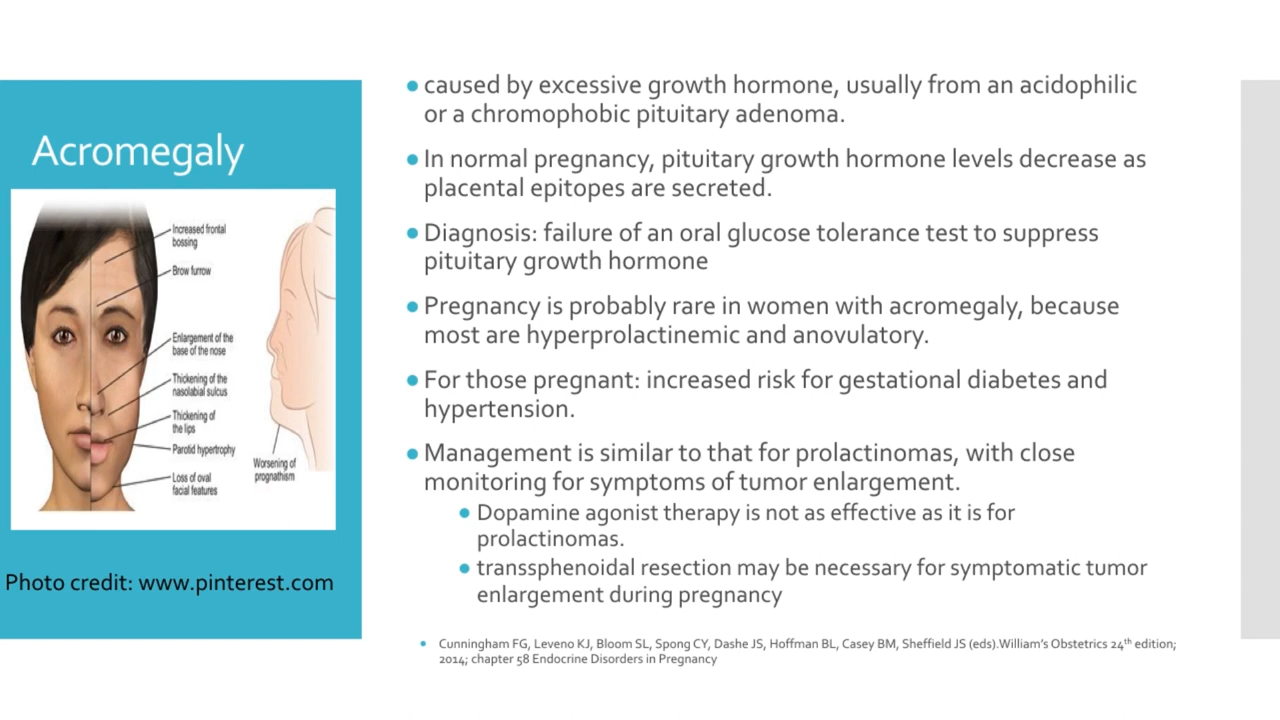 Acromegaly
Increased frontal
bossing
Brow furrow
Enlargement of the
base of the nose
Thickening of the
nasolabial sulcus
Thickening of
the lips
Parotid hypertrophy
Loss of oval
facial features
Worsening of
prognathism
Photo credit: www.pinterest.com
● caused by excessive growth hormone, usually from an acidophilic
or a chromophobic pituitary adenoma.
● In normal pregnancy, pituitary growth hormone levels decrease as
placental epitopes are secreted.
● Diagnosis: failure of an oral glucose tolerance test to suppress
pituitary growth hormone
● Pregnancy is probably rare in women with acromegaly, because
most are hyperprolactinemic and anovulatory.
● For those pregnant: increased risk for gestational diabetes and
hypertension.
● Management is similar to that for prolactinomas, with close
monitoring for symptoms of tumor enlargement.
● Dopamine agonist therapy is not as effective as it is for
prolactinomas.
● transsphenoidal resection may be necessary for symptomatic tumor
enlargement during pregnancy
● Cunningham FG, Leveno KJ, Bloom SL, Spong CY, Dashe JS, Hoffman BL, Casey BM, Sheffield JS (eds).William's Obstetrics 24th edition;
2014; chapter 58 Endocrine Disorders in Pregnancy